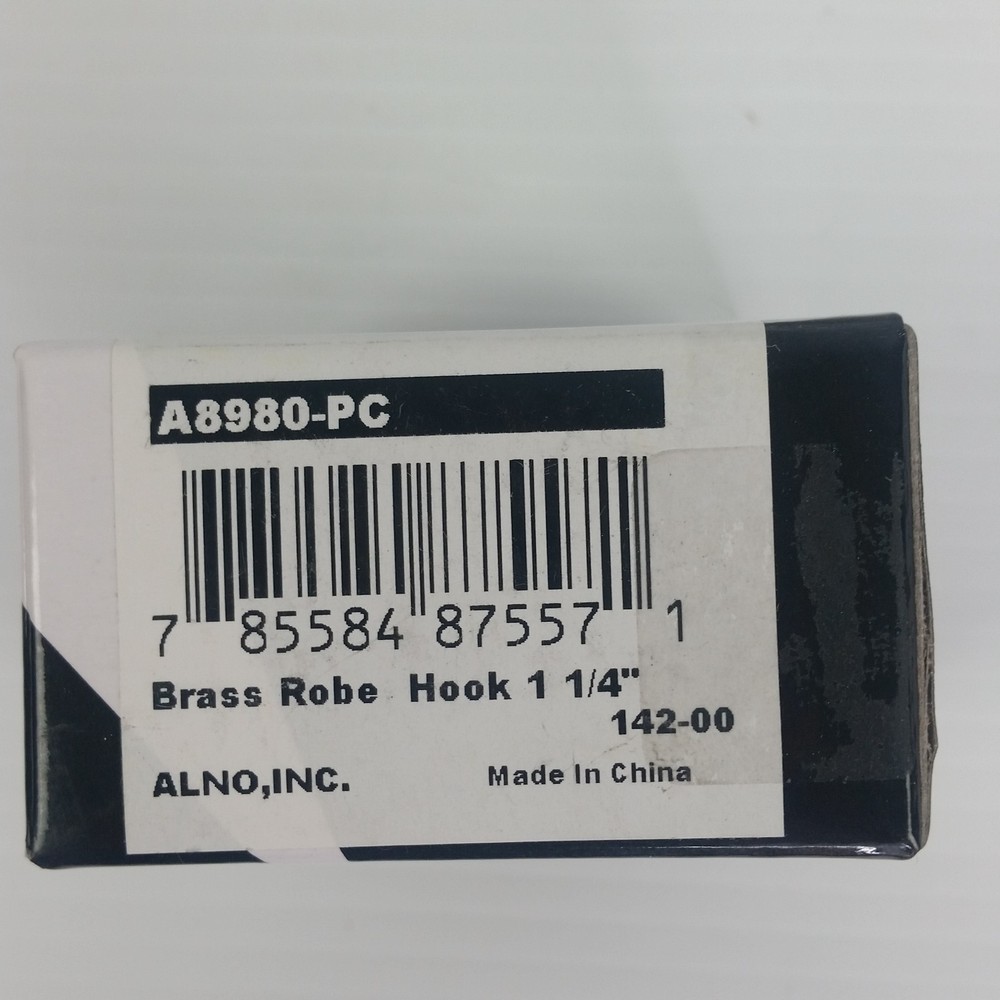 A8980-PC
7 85584 87557 1
Brass Robe Hook 1 1/4"
142-00
ALNO,INC. Made In China